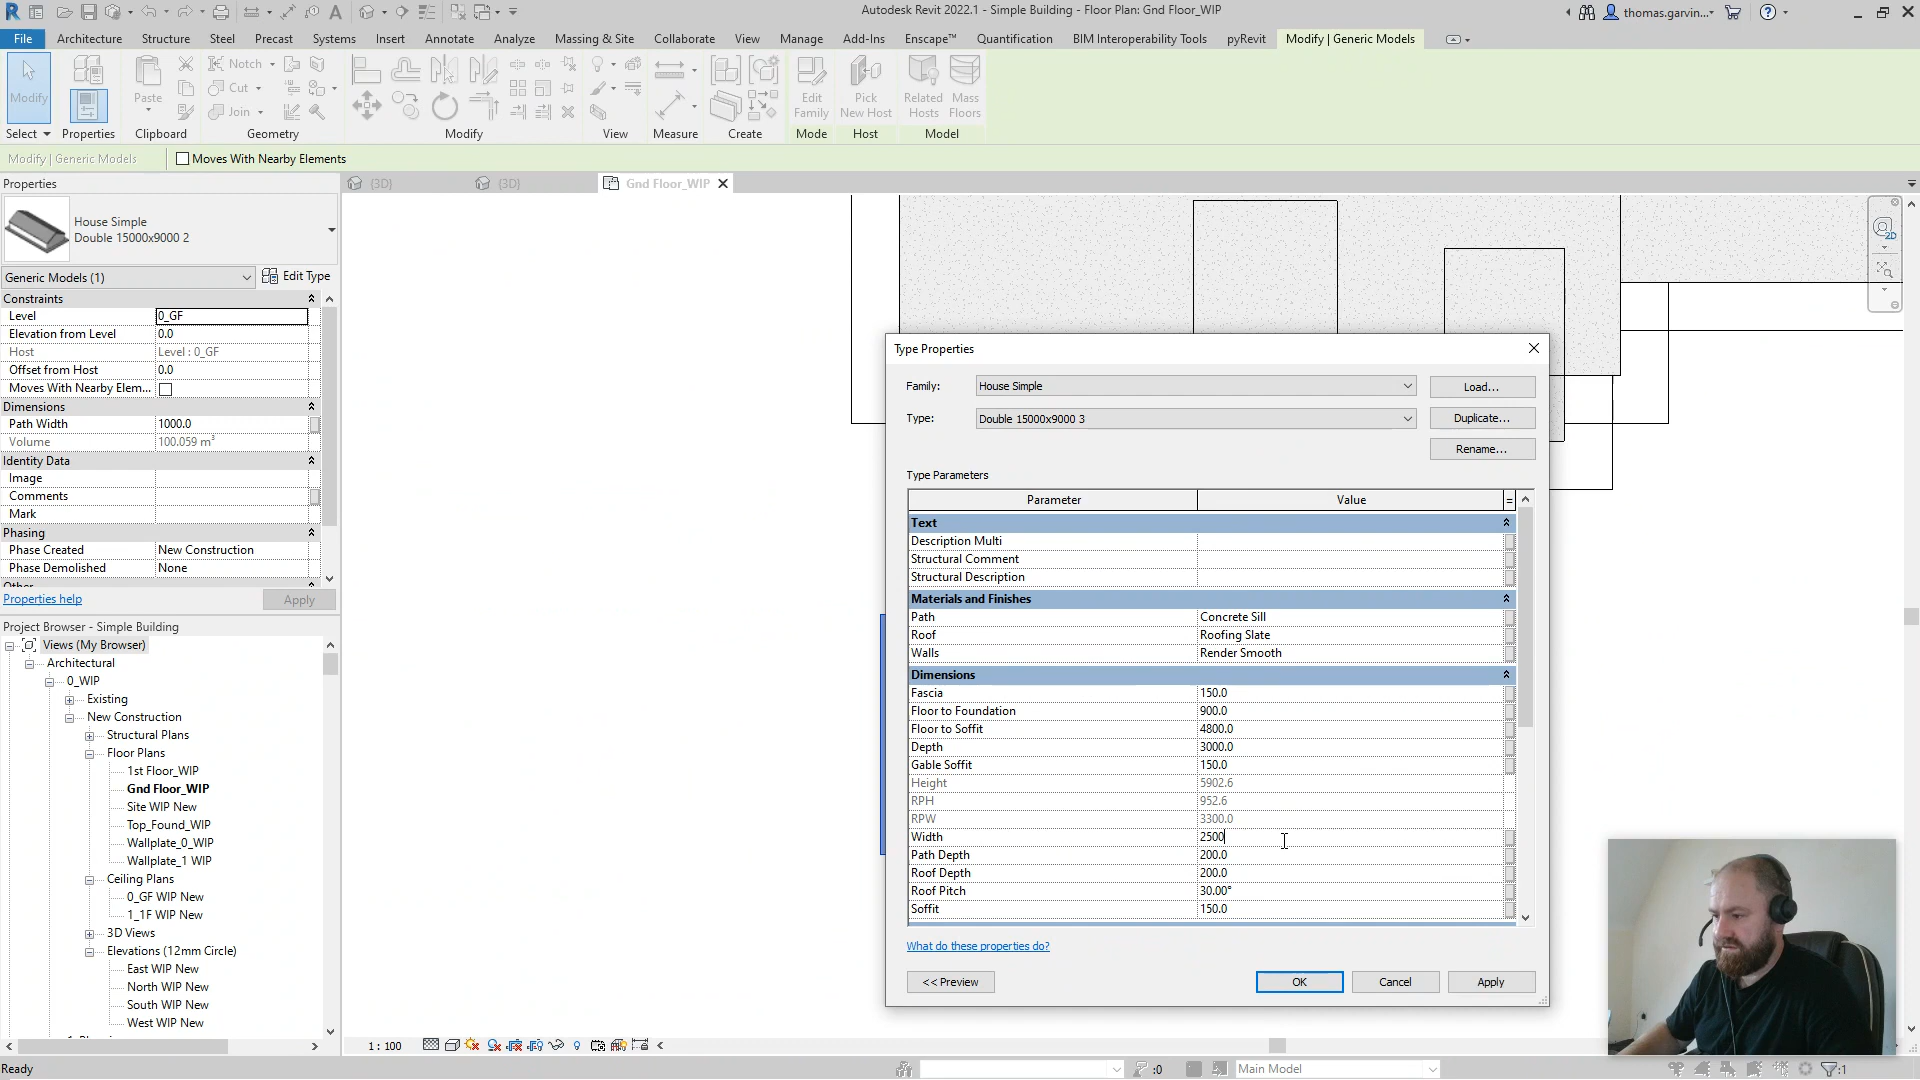 Autodesk Revit 2022.1 - Simple Building - Floor Plan: Gnd Floor_WIP
thomas.garvin...
File Architecture Structure Steel Precast Systems Insert Annotate Analyze Massing & Site Collaborate View Manage Add-Ins Enscape™ Quantification BIM Interoperability Tools pyRevit Modify | Generic Models
Modify Paste Notch Cut Join Edit Family Pick New Host Related Hosts Mass Floors
Select Properties Clipboard Geometry Modify View Measure Create Mode Host Model
Modify | Generic Models Moves With Nearby Elements
Properties
{3D} {3D} Gnd Floor_WIP
House Simple
Double 15000x9000 2
Generic Models (1) Edit Type
Constraints
Level 0_GF
Elevation from Level 0.0
Host Level : 0_GF
Offset from Host 0.0
Moves With Nearby Elem...
Dimensions
Path Width 1000.0
Volume 100.059 m³
Identity Data
Image
Comments
Mark
Phasing
Phase Created New Construction
Phase Demolished None
Other
Properties help Apply
Project Browser - Simple Building
Views (My Browser)
Architectural
0_WIP
Existing
New Construction
Structural Plans
Floor Plans
1st Floor_WIP
Gnd Floor_WIP
Site WIP New
Top_Found_WIP
Wallplate_0_WIP
Wallplate_1 WIP
Ceiling Plans
0_GF WIP New
1_1F WIP New
3D Views
Elevations (12mm Circle)
East WIP New
North WIP New
South WIP New
West WIP New
2D
Type Properties
Family: House Simple Load...
Type: Double 15000x9000 3 Duplicate...
Rename...
Type Parameters
Parameter Value =
Text
Description Multi
Structural Comment
Structural Description
Materials and Finishes
Path Concrete Sill
Roof Roofing Slate
Walls Render Smooth
Dimensions
Fascia 150.0
Floor to Foundation 900.0
Floor to Soffit 4800.0
Depth 3000.0
Gable Soffit 150.0
Height 5902.6
RPH 952.6
RPW 3300.0
Width 2500
Path Depth 200.0
Roof Depth 200.0
Roof Pitch 30.00°
Soffit 150.0
What do these properties do?
<< Preview OK Cancel Apply
1 : 100
Ready :0 Main Model :1